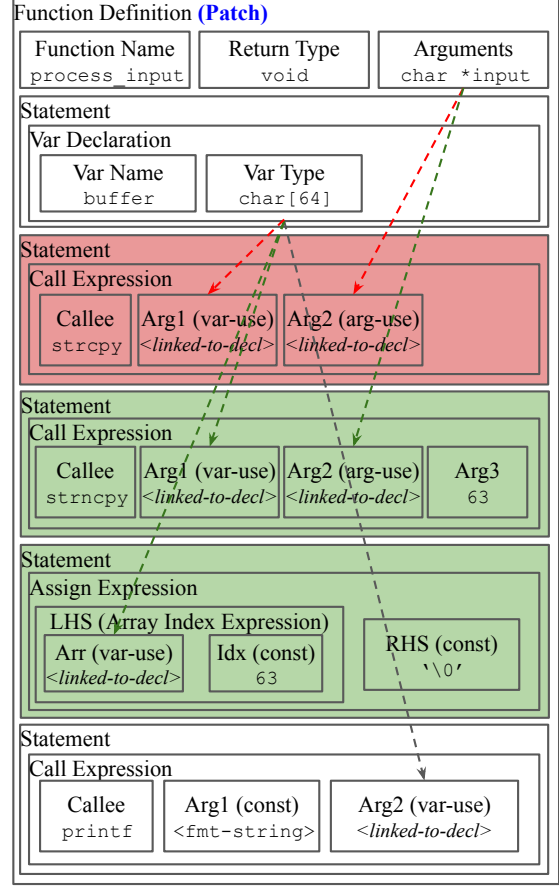 Function Definition (Patch)
Function Name Return Type Arguments
process_input void char *input
Statement
Var Declaration
Var Name Var Type
buffer char[64]
Statement
Call Expression
Callee Arg1 (var-use) Arg2 (arg-use)
strcpy <linked-to-decl> <linked-to-decl>
Statement
Call Expression
Callee Arg1 (var-use) Arg2 (arg-use) Arg3
strncpy <linked-to-decl> <linked-to-decl> 63
Statement
Assign Expression
LHS (Array Index Expression)
Arr (var-use) Idx (const) RHS (const)
<linked-to-decl> 63 '\0'
Statement
Call Expression
Callee Arg1 (const) Arg2 (var-use)
printf <fmt-string> <linked-to-decl>